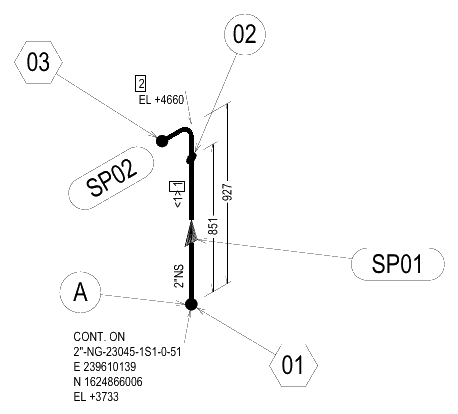 02
03
2
EL +4660
SP02
<1>
1
851
927
2"NS
SP01
A
01
CONT. ON
2"-NG-23045-1S1-0-51
E 239610139
N 1624866006
EL +3733